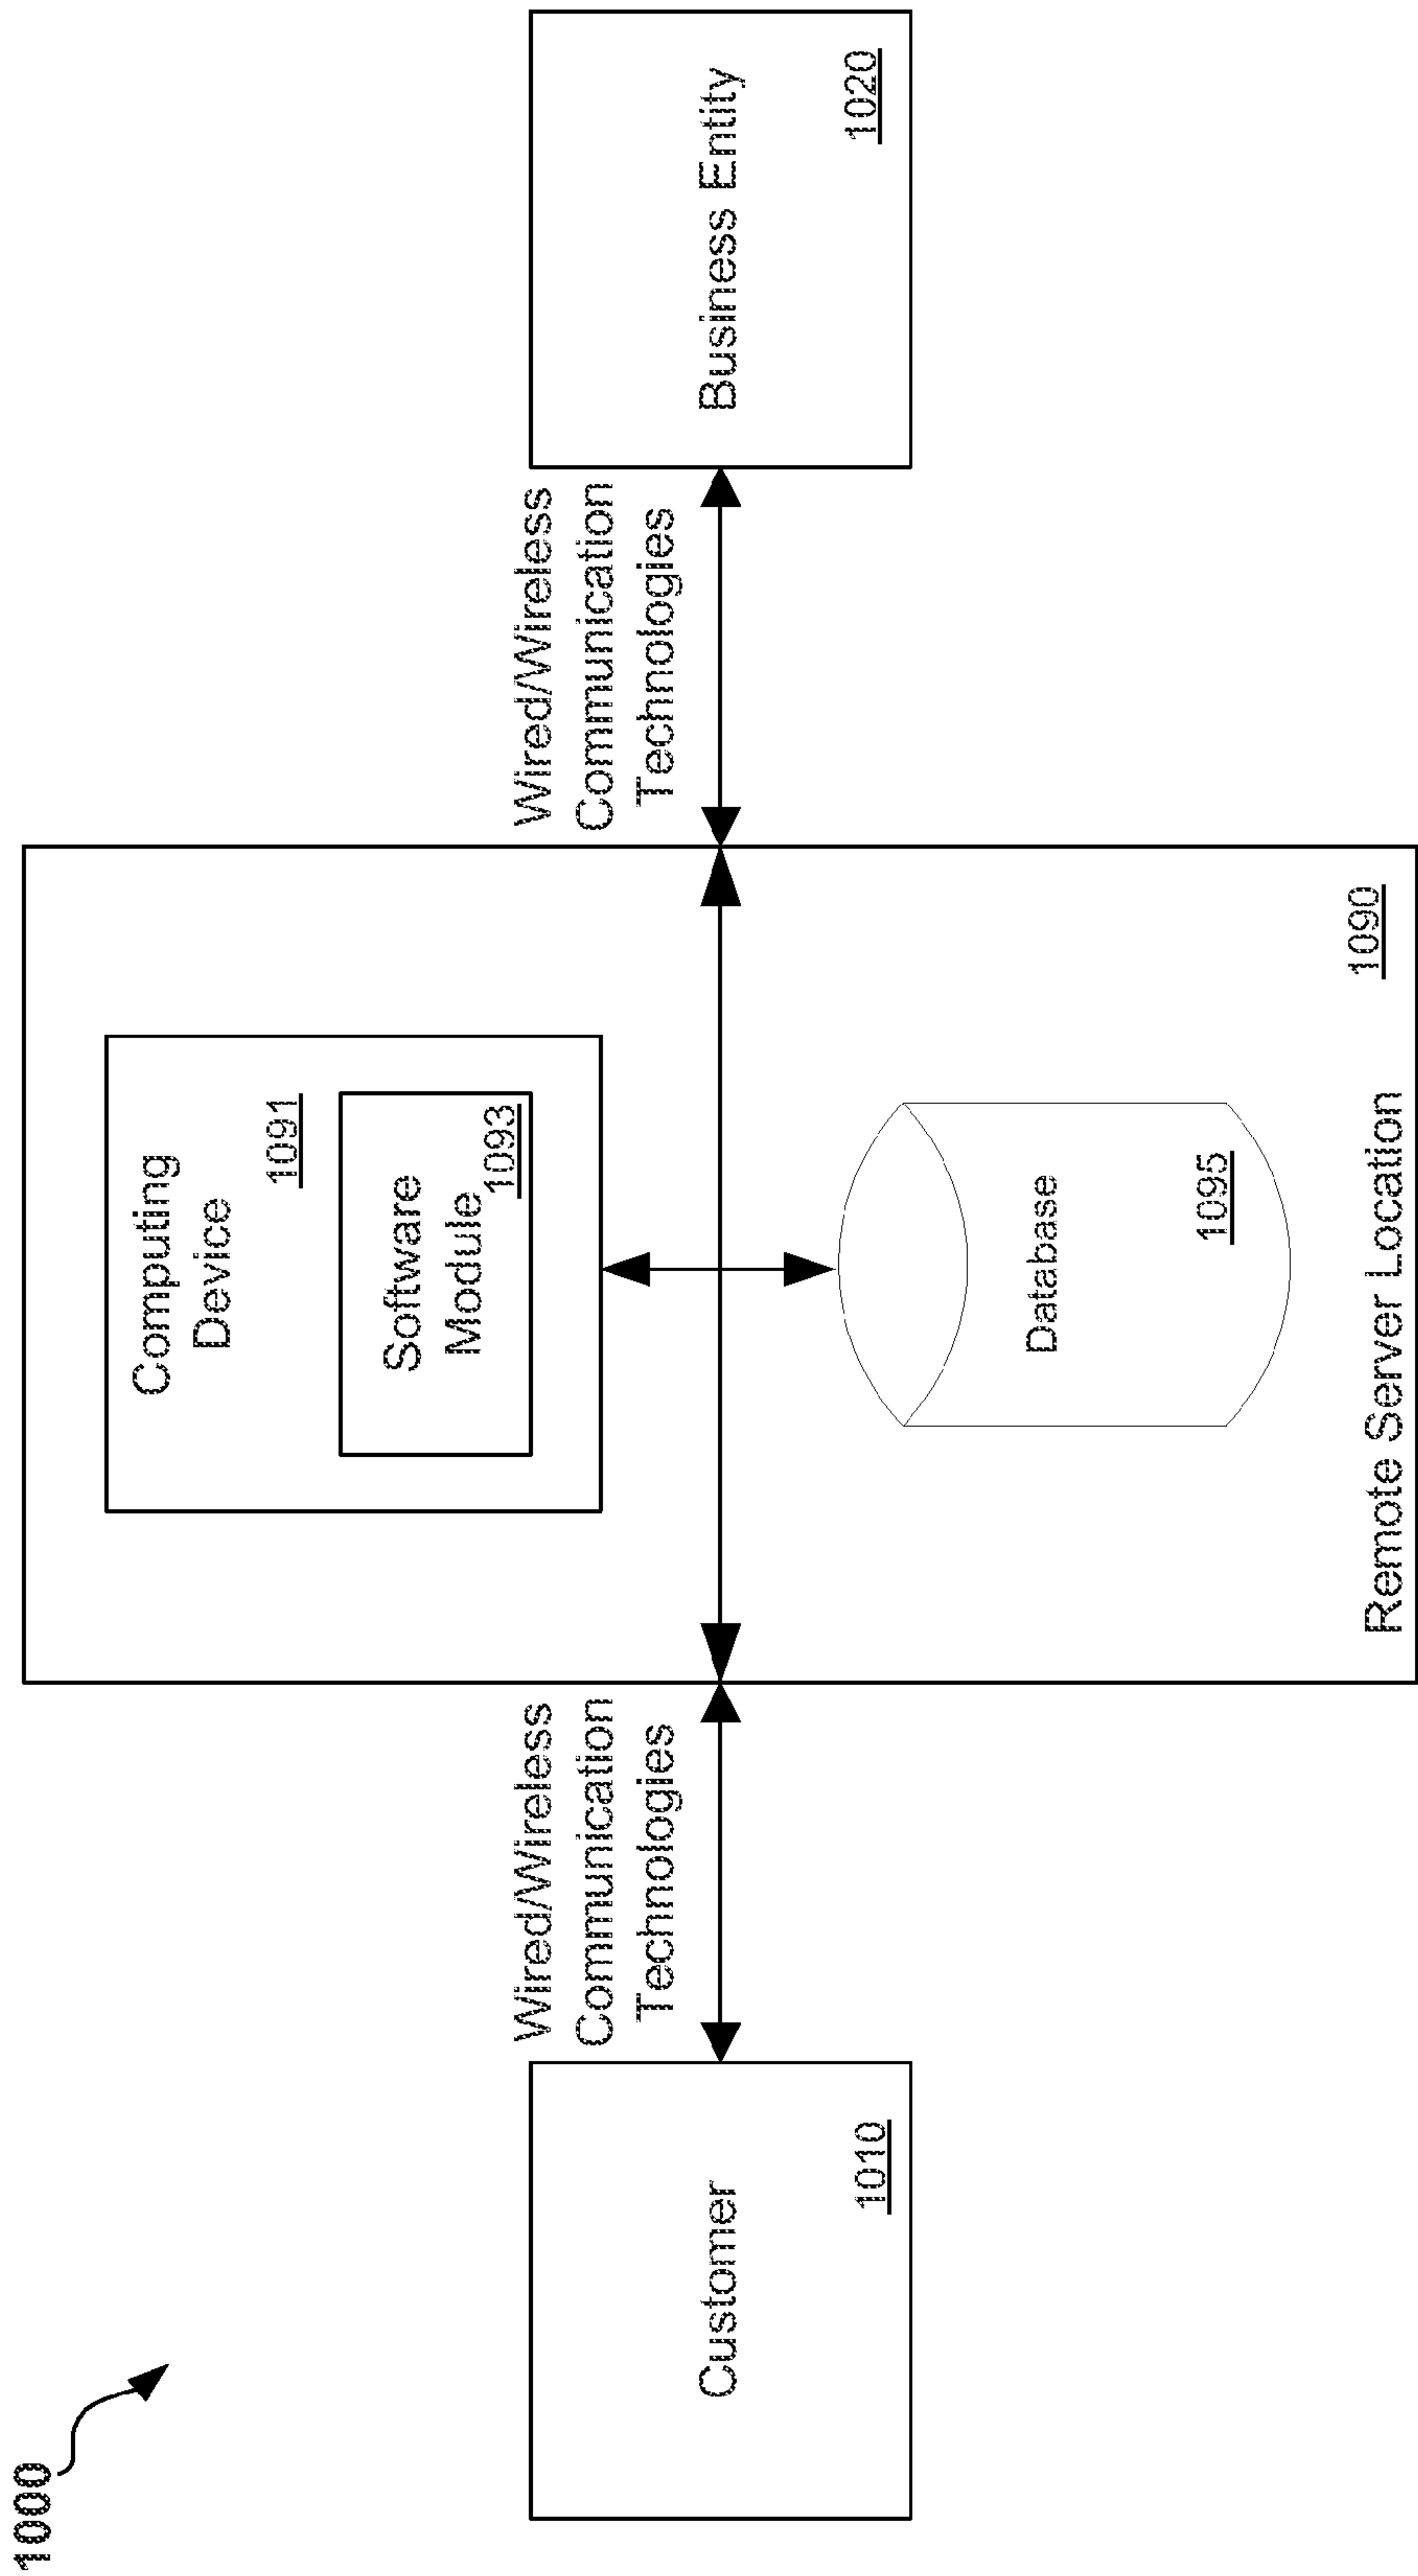 1000
Customer
1010
Wired/Wireless
Communication
Technologies
Computing
Device
1091
Software
Module
1093
Database
1095
Remote Server Location
1090
Wired/Wireless
Communication
Technologies
Business Entity
1020